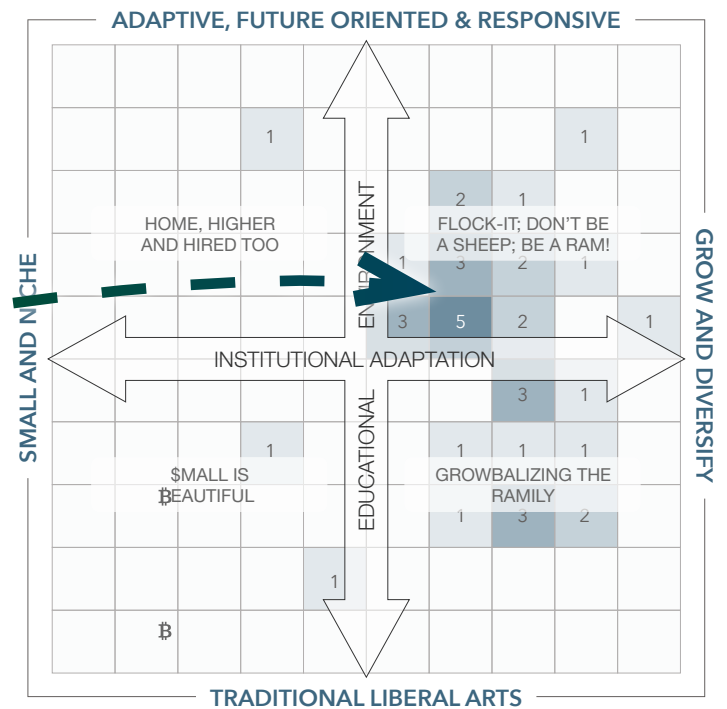 ADAPTIVE, FUTURE ORIENTED & RESPONSIVE
1
1
2
1
HOME, HIGHER
AND HIRED TOO
FLOCK-IT; DON'T BE
A SHEEP; BE A RAM!
1
3
2
1
3
5
2
1
SMALL AND NICHE
GROW AND DIVERSIFY
EDUCATIONAL ENVIRONMENT
INSTITUTIONAL ADAPTATION
3
1
1
1
1
1
$MALL IS
₿EAUTIFUL
GROWBALIZING THE
RAMILY
1
3
2
1
₿
TRADITIONAL LIBERAL ARTS